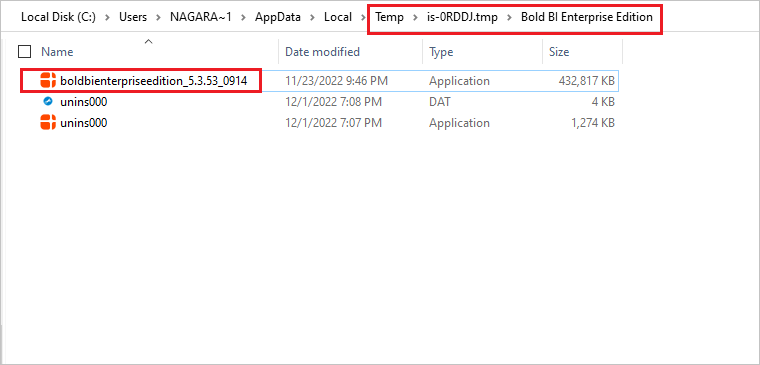 Local Disk (C:) > Users > NAGARA~1 > AppData > Local > Temp > is-0RDDJ.tmp > Bold BI Enterprise Edition
Name Date modified Type Size
boldbienterpriseedition_5.3.53_0914 11/23/2022 9:46 PM Application 432,817 KB
unins000 12/1/2022 7:08 PM DAT 4 KB
unins000 12/1/2022 7:07 PM Application 1,274 KB